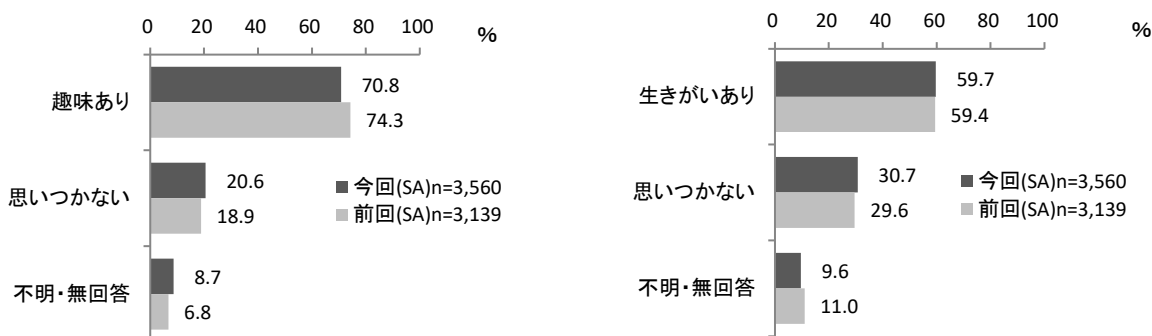 0 20 40 60 80 100
%
趣味あり
70.8
74.3
思いつかない
20.6
18.9
不明・無回答
8.7
6.8
今回(SA)n=3,560
前回(SA)n=3,139
0 20 40 60 80 100
%
生きがいあり
59.7
59.4
思いつかない
30.7
29.6
不明・無回答
9.6
11.0
今回(SA)n=3,560
前回(SA)n=3,139